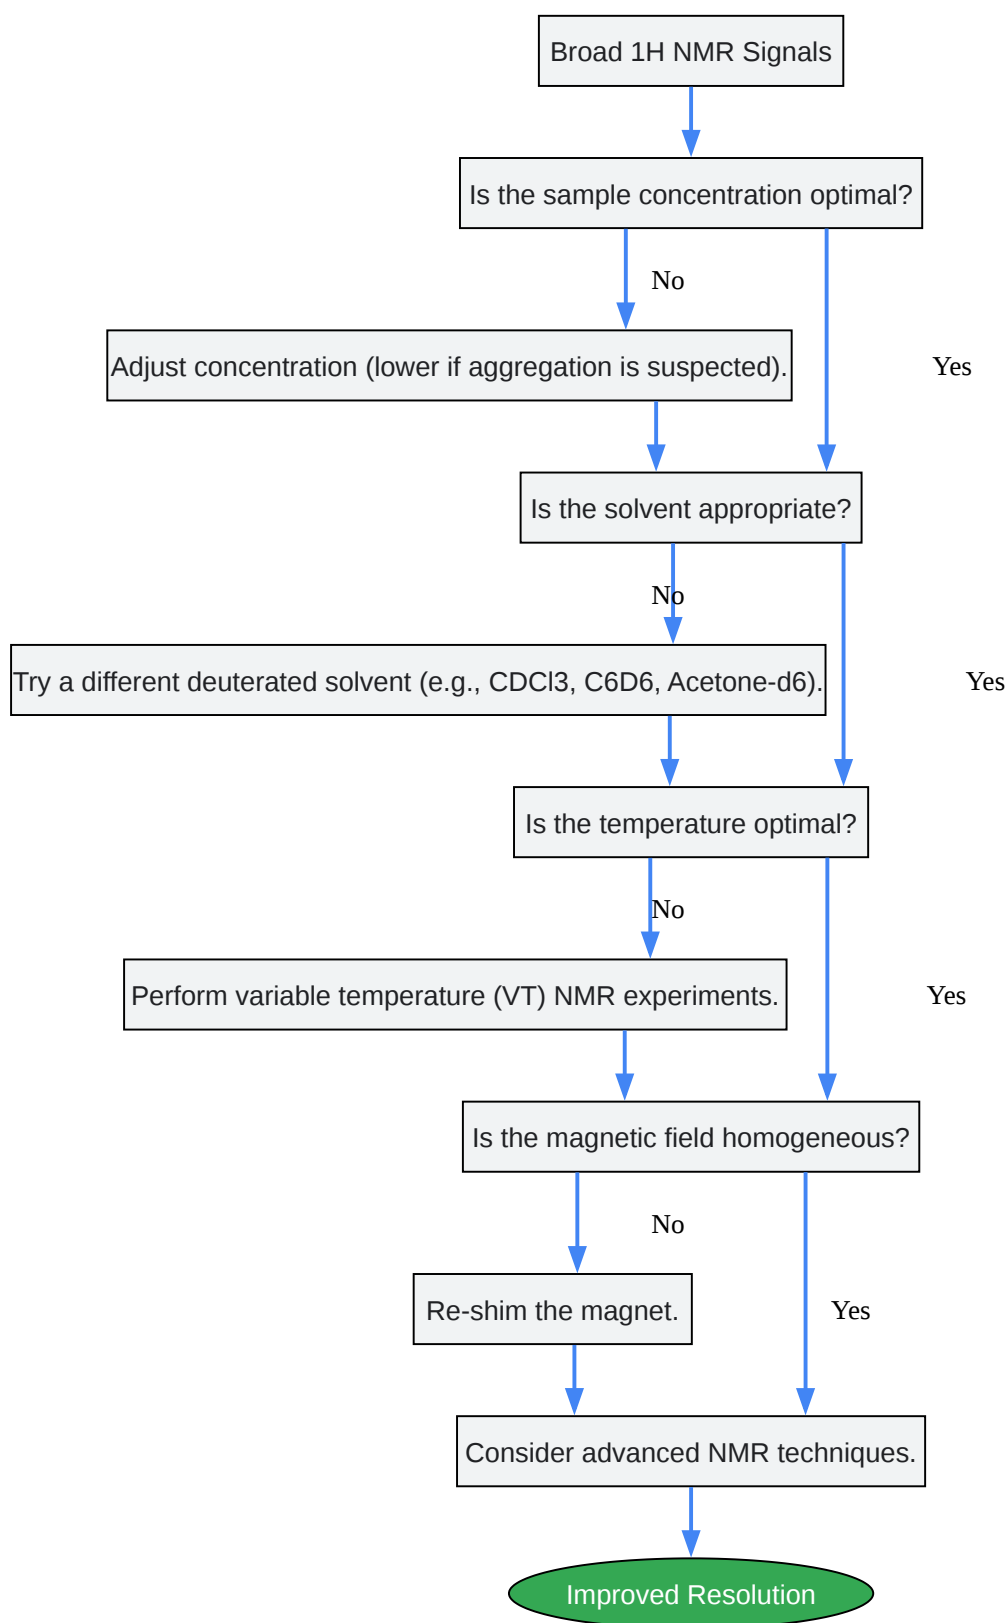 Broad 1H NMR Signals
Is the sample concentration optimal?
No
Adjust concentration (lower if aggregation is suspected).
Yes
Is the solvent appropriate?
No
Try a different deuterated solvent (e.g., CDCl3, C6D6, Acetone-d6).
Yes
Is the temperature optimal?
No
Perform variable temperature (VT) NMR experiments.
Yes
Is the magnetic field homogeneous?
No
Re-shim the magnet.
Yes
Consider advanced NMR techniques.
Improved Resolution